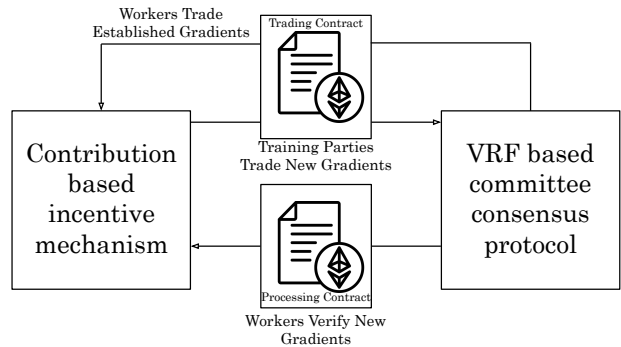 Workers Trade
Established Gradients
Trading Contract
Training Parties
Trade New Gradients
Contribution
based
incentive
mechanism
VRF based
committee
consensus
protocol
Processing Contract
Workers Verify New
Gradients